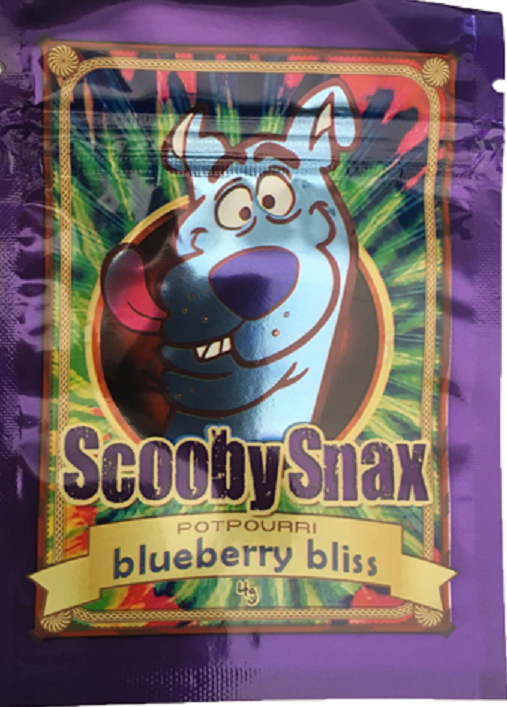 Scooby Snax
POTPOURRI
blueberry bliss
4g